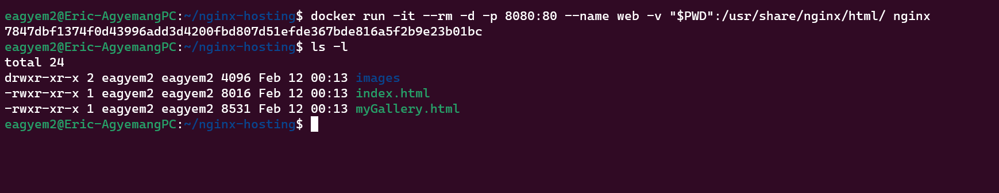 eagyem2@Eric-AgyemangPC:~/nginx-hosting$ docker run -it --rm -d -p 8080:80 --name web -v "$PWD":/usr/share/nginx/html/ nginx
7847dbf1374f0d43996add3d4200fbd807d51efde367bde816a5f2b9e23b01bc
eagyem2@Eric-AgyemangPC:~/nginx-hosting$ ls -l
total 24
drwxr-xr-x 2 eagyem2 eagyem2 4096 Feb 12 00:13 images
-rwxr-xr-x 1 eagyem2 eagyem2 8016 Feb 12 00:13 index.html
-rwxr-xr-x 1 eagyem2 eagyem2 8531 Feb 12 00:13 myGallery.html
eagyem2@Eric-AgyemangPC:~/nginx-hosting$